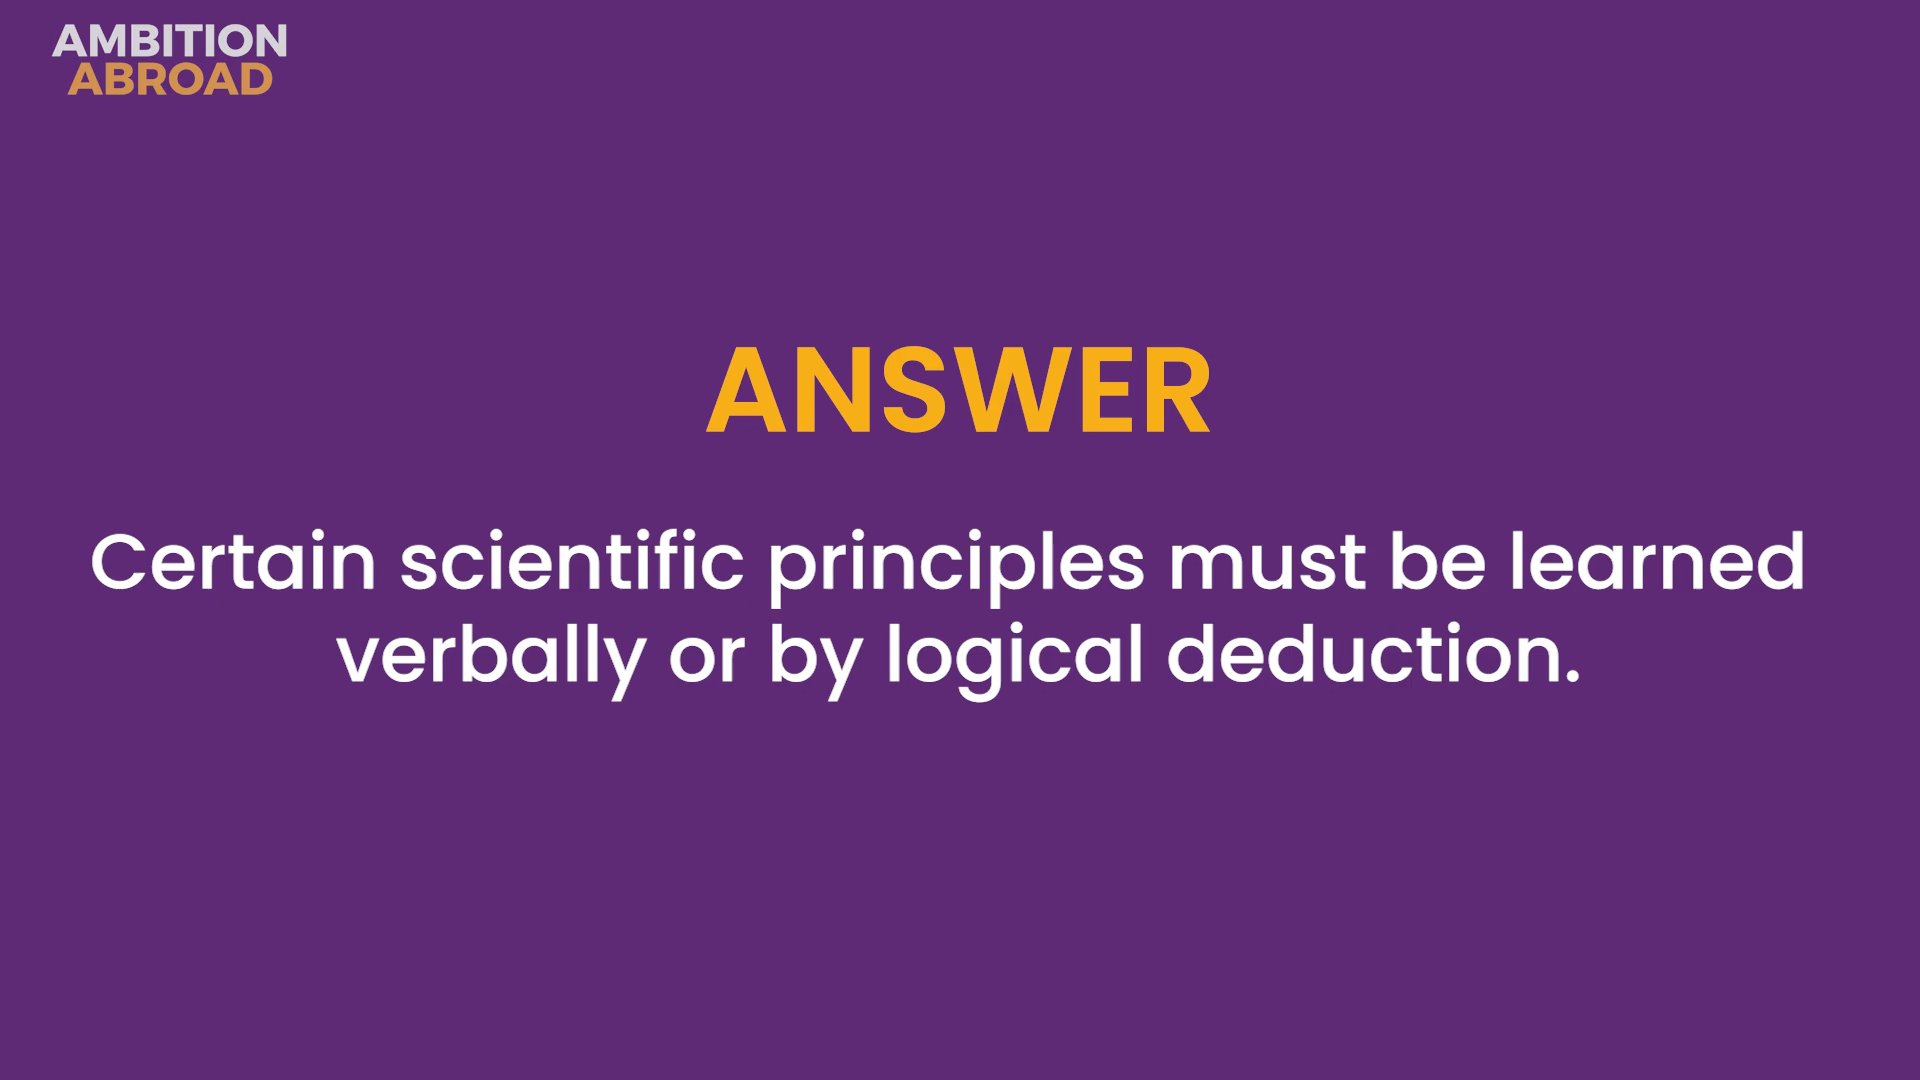 AMBITION
ABROAD
ANSWER
Certain scientific principles must be learned
verbally or by logical deduction.